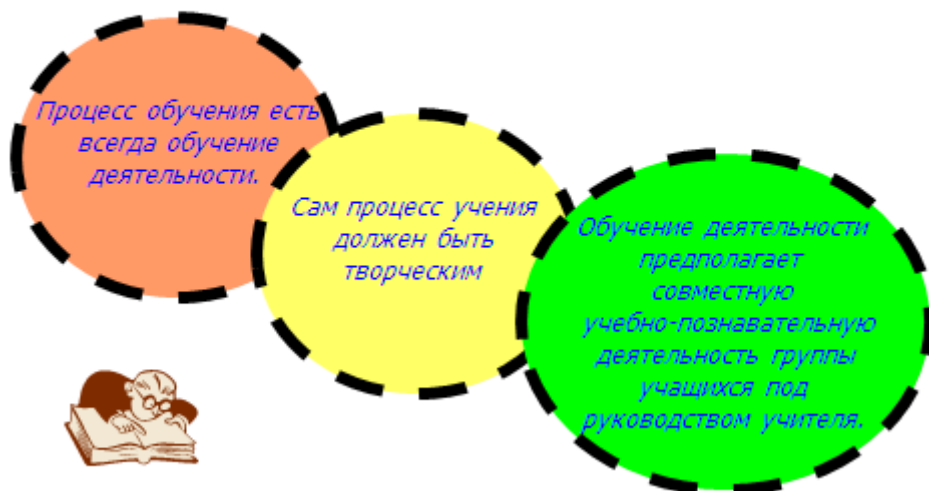 Процесс обучения есть
всегда обучение
деятельности.
Сам процесс учения
должен быть
творческим
Обучение деятельности
предполагает
совместную
учебно-познавательную
деятельность группы
учащихся под
руководством учителя.